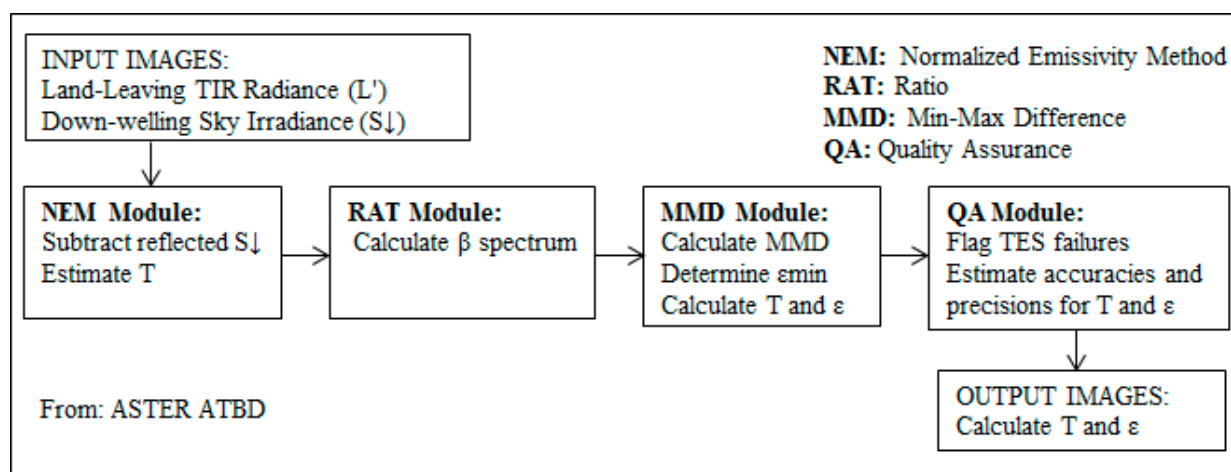 INPUT IMAGES:
Land-Leaving TIR Radiance (L')
Down-welling Sky Irradiance (S↓)
NEM: Normalized Emissivity Method
RAT: Ratio
MMD: Min-Max Difference
QA: Quality Assurance
NEM Module:
Subtract reflected S↓
Estimate T
RAT Module:
Calculate β spectrum
MMD Module:
Calculate MMD
Determine εmin
Calculate T and ε
QA Module:
Flag TES failures
Estimate accuracies and
precisions for T and ε
OUTPUT IMAGES:
Calculate T and ε
From: ASTER ATBD